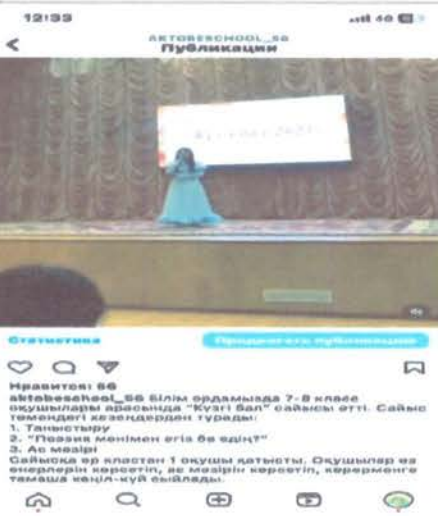 12:33
4G
AKTOBESCHOOL_56
Публикации
Статистика
Продвигать публикацию
Нравится: 66
aktobeschool_56 Білім ордамызда 7-8 класс
оқушылары арасында "Күзгі бал" сайысы өтті. Сайыс
төмендегі кезеңдерден тұрады:
1. Таныстыру
2. "Поэзия менімен егіз бе едің?"
3. Ас мәзірі
Сайысқа әр кластан 1 оқушы қатысты. Оқушылар өз
өнерлерін көрсетіп, ас мәзірін көрсетіп, көрерменге
тамаша көңіл-күй сыйлады.